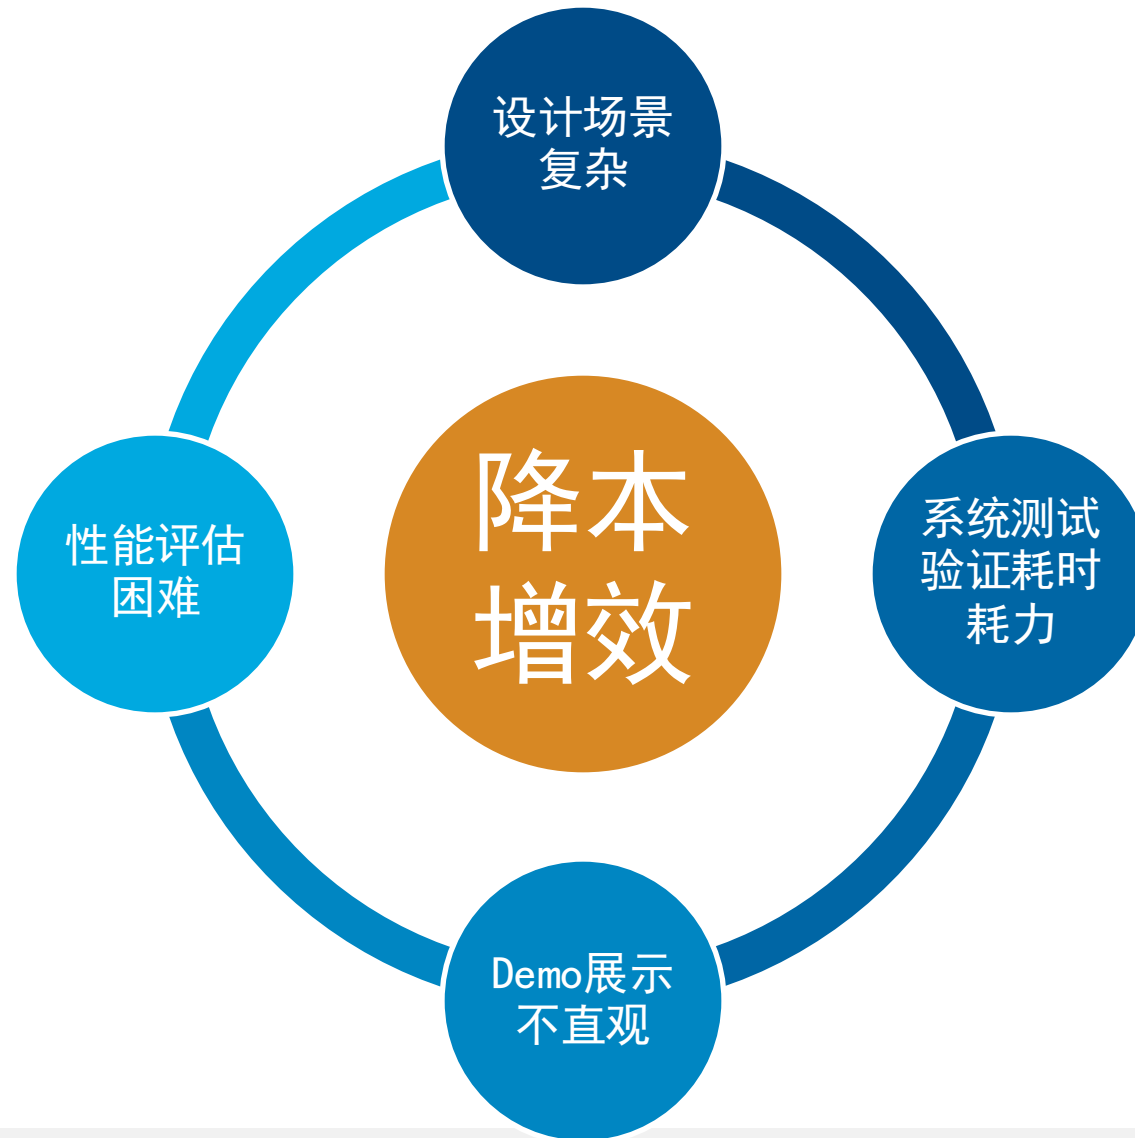 设计场景
复杂
性能评估
困难
降本
增效
系统测试
验证耗时
耗力
Demo展示
不直观